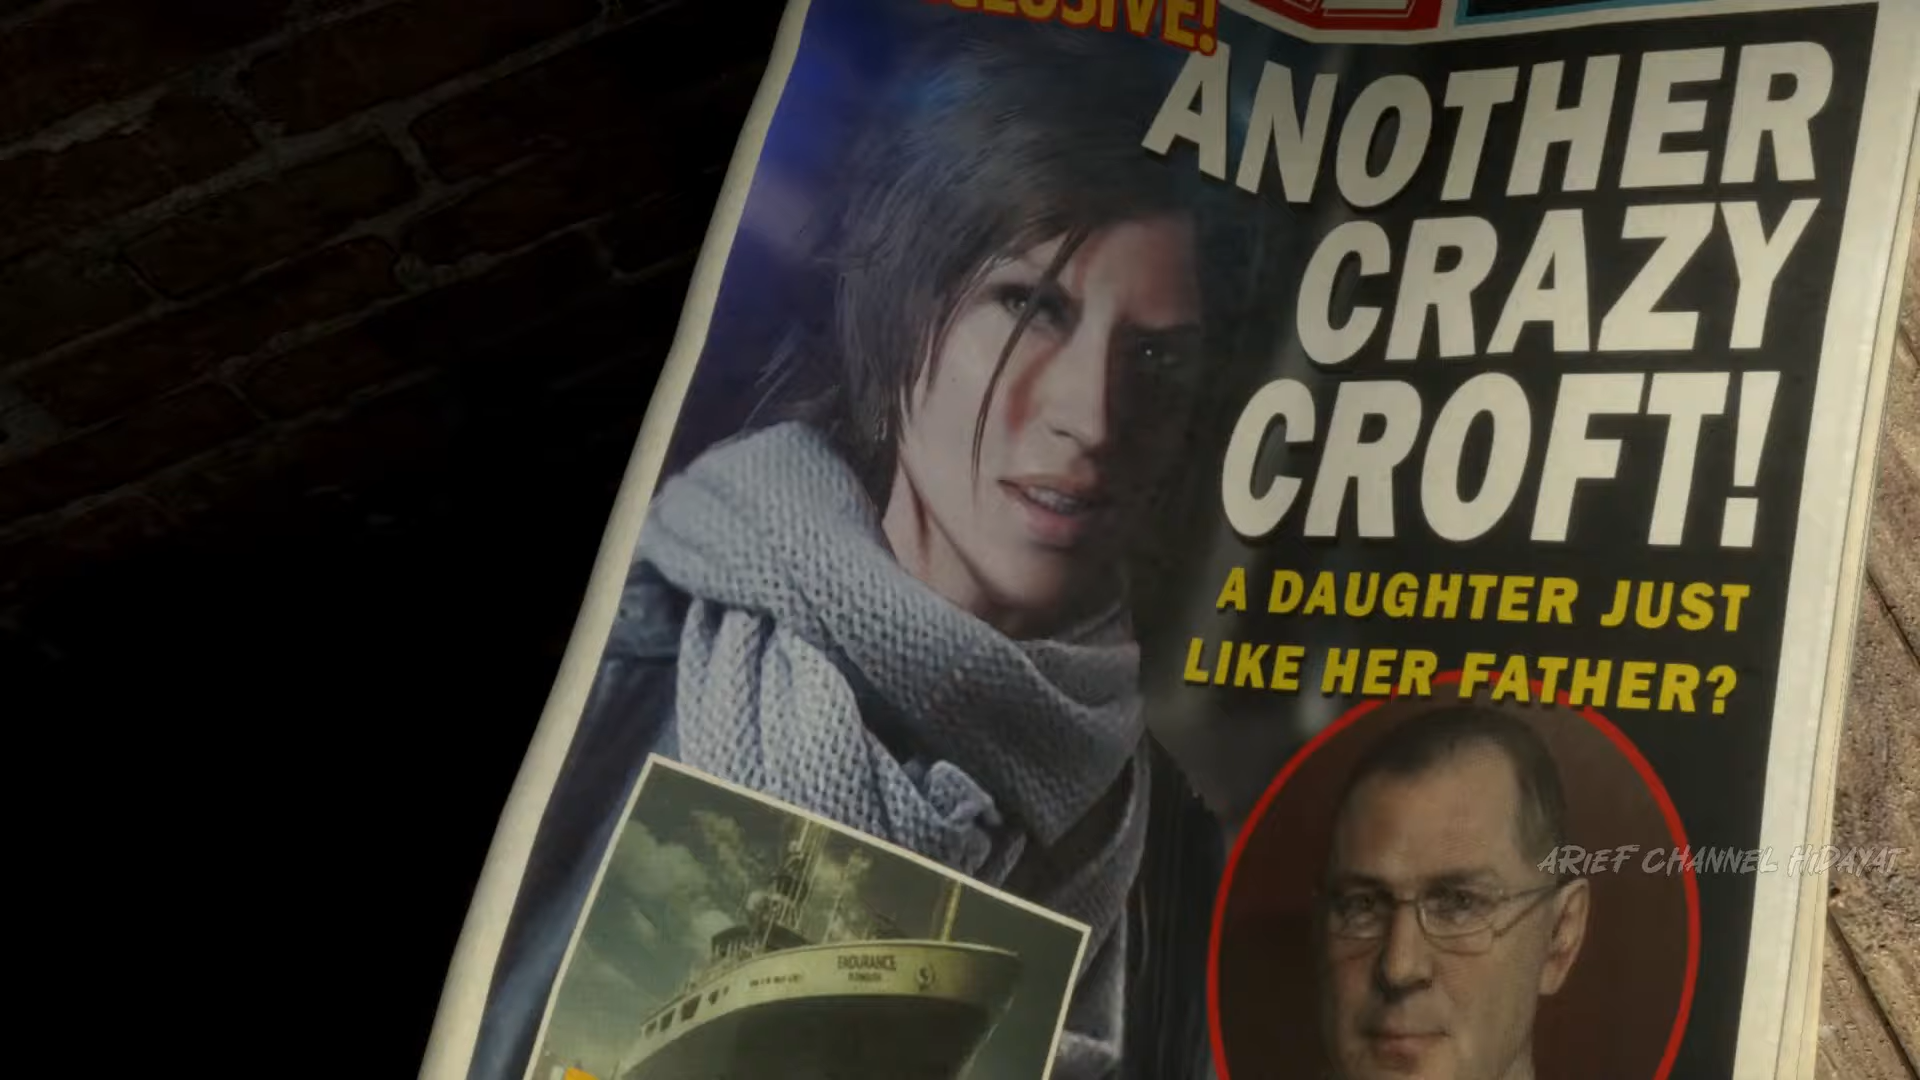 ANOTHER
CRAZY
CROFT!
A DAUGHTER JUST
LIKE HER FATHER?
ENDURANCE
ARIEF CHANNEL HIDAYAT